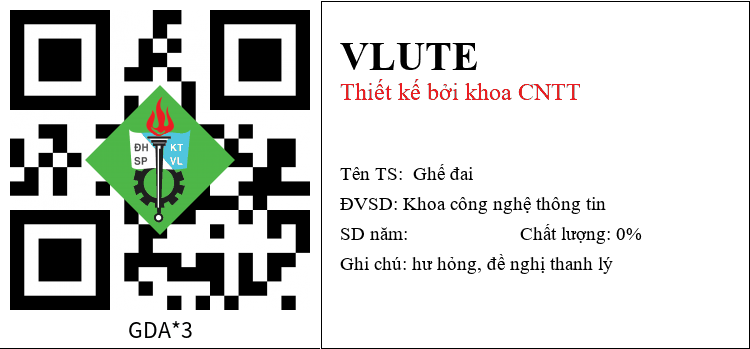 ĐH KT
SP VL
GDA*3
VLUTE
Thiết kế bởi khoa CNTT
Tên TS: Ghế đai
ĐVSD: Khoa công nghệ thông tin
SD năm: Chất lượng: 0%
Ghi chú: hư hỏng, đề nghị thanh lý